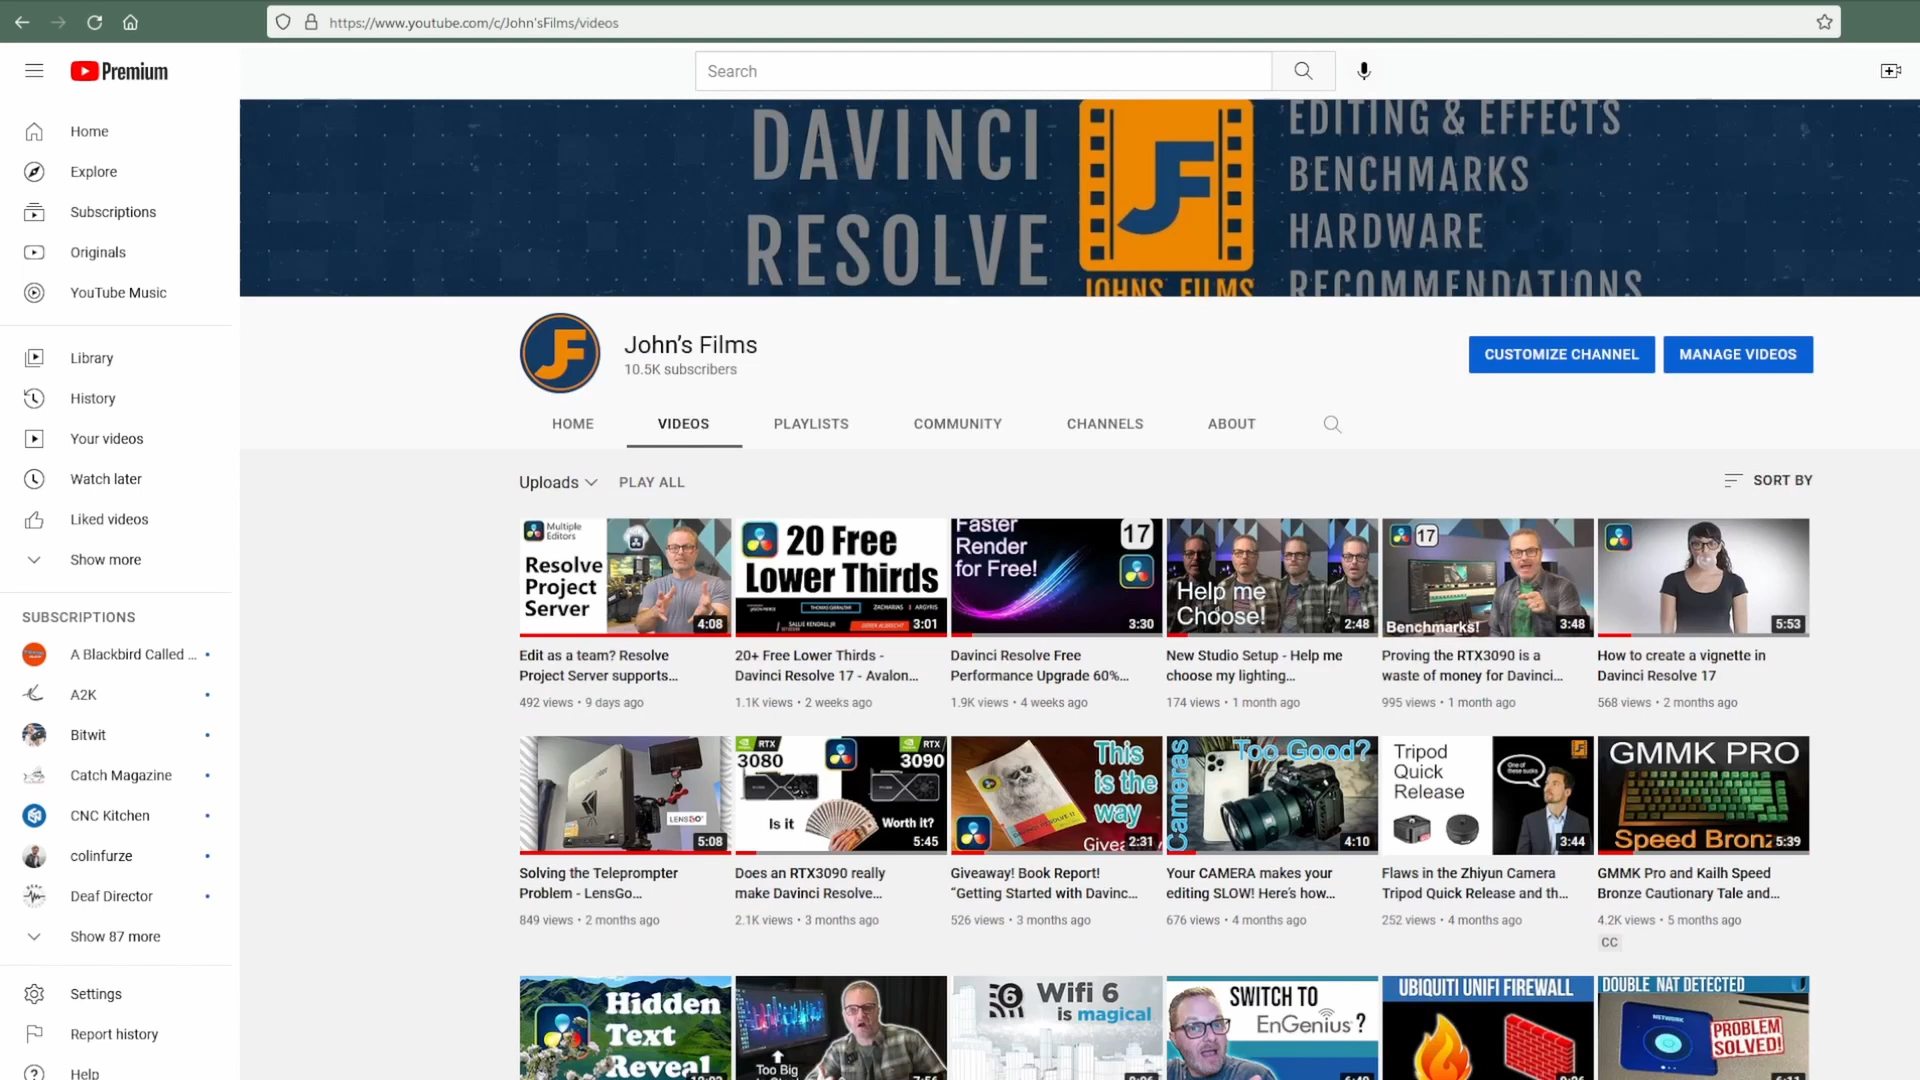 https://www.youtube.com/c/John'sFilms/videos
Premium
Search
Home
Explore
Subscriptions
Originals
YouTube Music
Library
History
Your videos
Watch later
Liked videos
Show more
SUBSCRIPTIONS
A Blackbird Called ...
A2K
Bitwit
Catch Magazine
CNC Kitchen
colinfurze
Deaf Director
Show 87 more
Settings
Report history
Help
DAVINCI
RESOLVE
JF
JOHNS FILMS
EDITING & EFFECTS
BENCHMARKS
HARDWARE
RECOMMENDATIONS
JF
John’s Films
10.5K subscribers
CUSTOMIZE CHANNEL
MANAGE VIDEOS
HOME
VIDEOS
PLAYLISTS
COMMUNITY
CHANNELS
ABOUT
Uploads
PLAY ALL
SORT BY
Multiple
Editors
Resolve
Project
Server
4:08
Edit as a team? Resolve
Project Server supports...
492 views • 9 days ago
20 Free
Lower Thirds
3:01
20+ Free Lower Thirds -
Davinci Resolve 17 - Avalon...
1.1K views • 2 weeks ago
Faster
Render
for Free!
17
3:30
Davinci Resolve Free
Performance Upgrade 60%...
1.9K views • 4 weeks ago
Help me
Choose!
2:48
New Studio Setup - Help me
choose my lighting...
174 views • 1 month ago
17
Benchmarks!
3:48
Proving the RTX3090 is a
waste of money for Davinci...
995 views • 1 month ago
5:53
How to create a vignette in
Davinci Resolve 17
568 views • 2 months ago
LENSGO
5:08
Solving the Teleprompter
Problem - LensGo...
849 views • 2 months ago
RTX
3080
RTX
3090
Is it
Worth it?
5:45
Does an RTX3090 really
make Davinci Resolve...
2.1K views • 3 months ago
This
is the
way
Givea
2:31
Giveaway! Book Report!
“Getting Started with Davinc...
526 views • 3 months ago
Cameras
Too Good?
4:10
Your CAMERA makes your
editing SLOW! Here’s how...
676 views • 4 months ago
Tripod
Quick
Release
One of
these sucks
3:44
Flaws in the Zhiyun Camera
Tripod Quick Release and th...
252 views • 4 months ago
GMMK PRO
Speed Bronz
5:39
GMMK Pro and Kailh Speed
Bronze Cautionary Tale and...
4.2K views • 5 months ago
CC
Hidden
Text
Reveal
Too Big
6
Wifi 6
is magical
SWITCH TO
EnGenius?
UBIQUITI UNIFI FIREWALL
DOUBLE NAT DETECTED
NETWORK
PROBLEM
SOLVED!